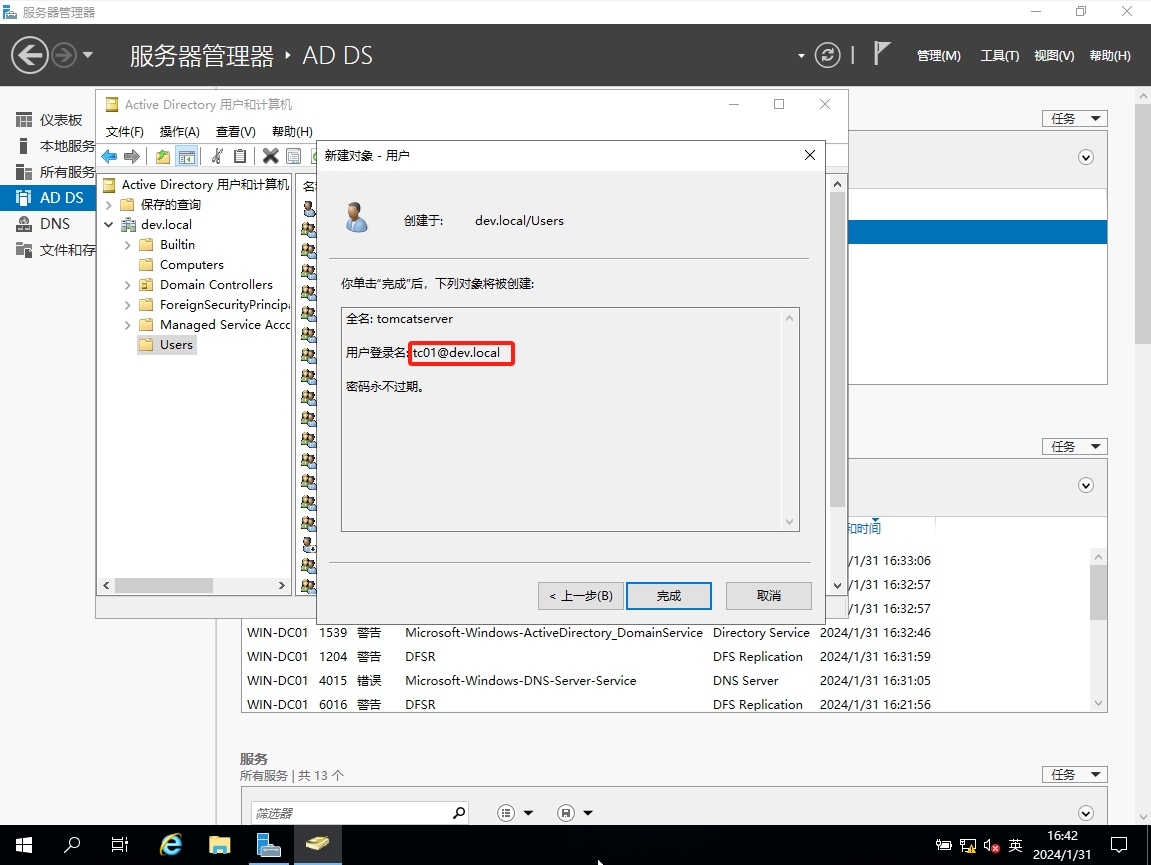 服务器管理器
服务器管理器 • AD DS
管理(M) 工具(T) 视图(V) 帮助(H)
仪表板
本地服务
所有服务
AD DS
DNS
文件和存
任务
Active Directory 用户和计算机
文件(F) 操作(A) 查看(V) 帮助(H)
Active Directory 用户和计算机
保存的查询
dev.local
Builtin
Computers
Domain Controllers
ForeignSecurityPrincip
Managed Service Acc
Users
新建对象 - 用户
创建于: dev.local/Users
你单击“完成”后，下列对象将被创建:
全名: tomcatserver
用户登录名: tc01@dev.local
密码永不过期。
< 上一步(B) 完成 取消
任务
和时间
/1/31 16:33:06
/1/31 16:32:57
/1/31 16:32:57
WIN-DC01 1539 警告 Microsoft-Windows-ActiveDirectory_DomainService Directory Service 2024/1/31 16:32:46
WIN-DC01 1204 警告 DFSR DFS Replication 2024/1/31 16:31:59
WIN-DC01 4015 错误 Microsoft-Windows-DNS-Server-Service DNS Server 2024/1/31 16:31:05
WIN-DC01 6016 警告 DFSR DFS Replication 2024/1/31 16:21:56
服务
所有服务 | 共 13 个
任务
筛选器
英
16:42
2024/1/31